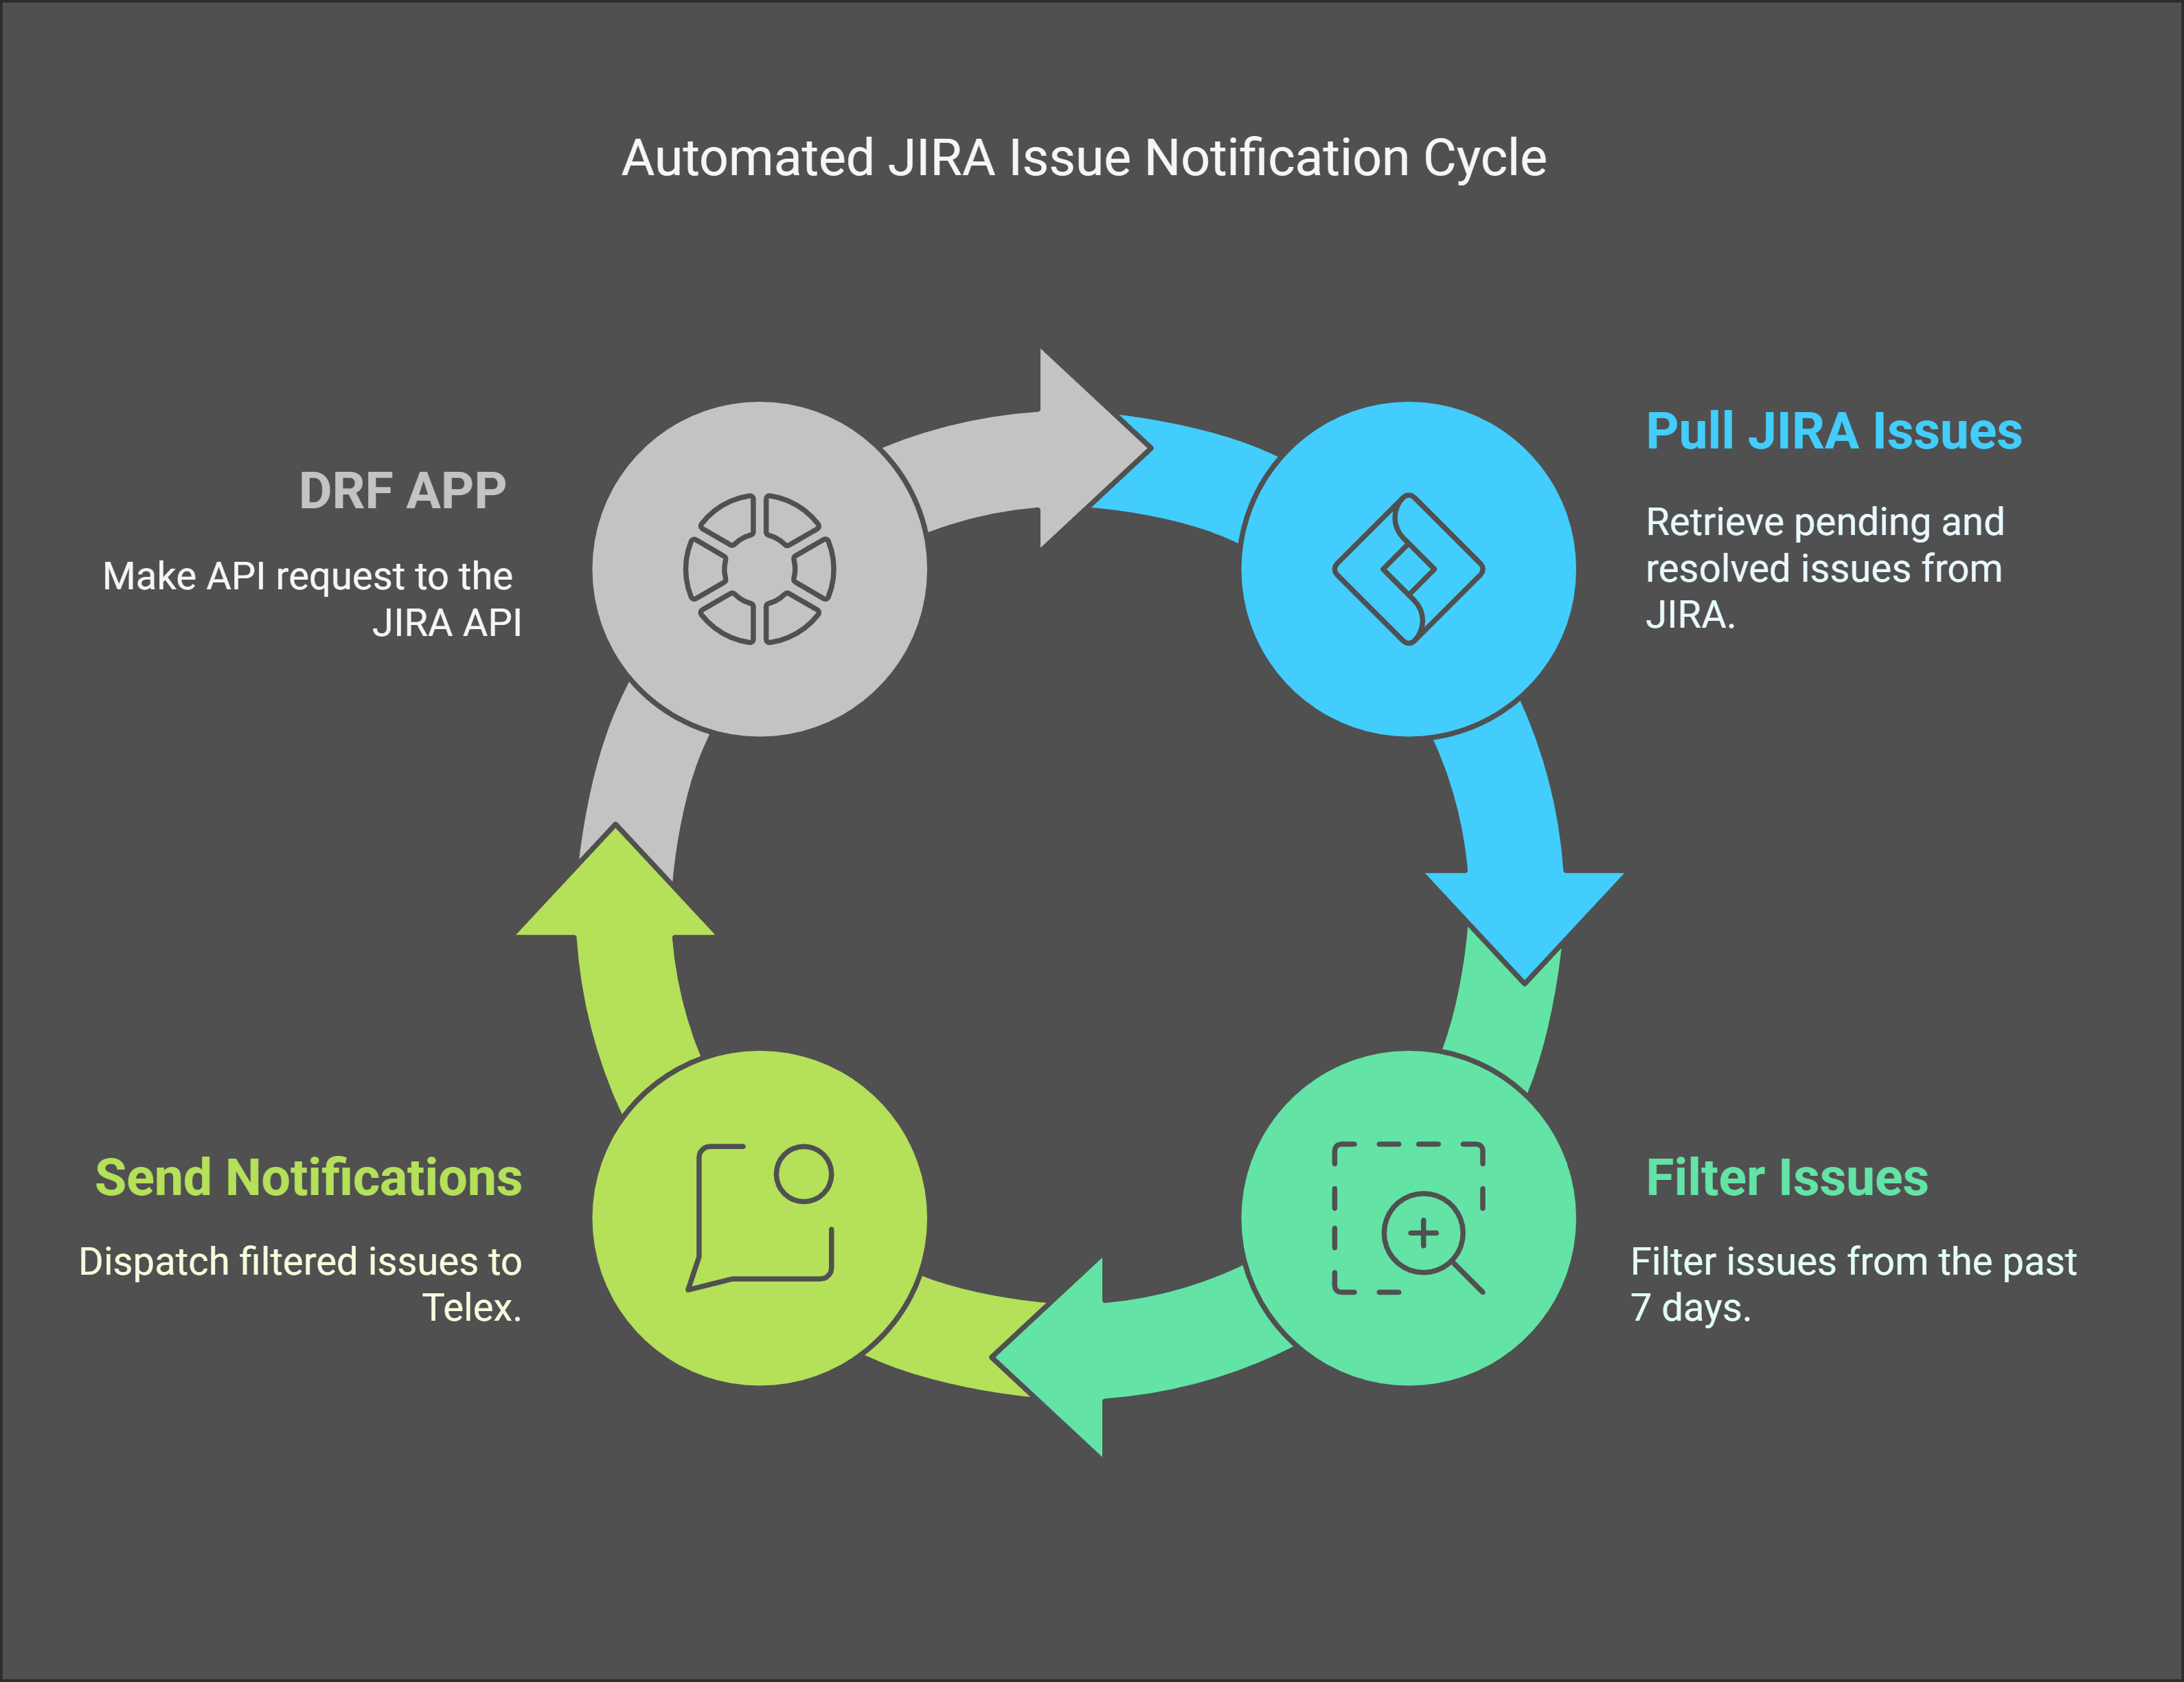 Automated JIRA Issue Notification Cycle
DRF APP
Make API request to the
JIRA API
Pull JIRA Issues
Retrieve pending and
resolved issues from
JIRA.
Send Notifications
Dispatch filtered issues to
Telex.
Filter Issues
Filter issues from the past
7 days.